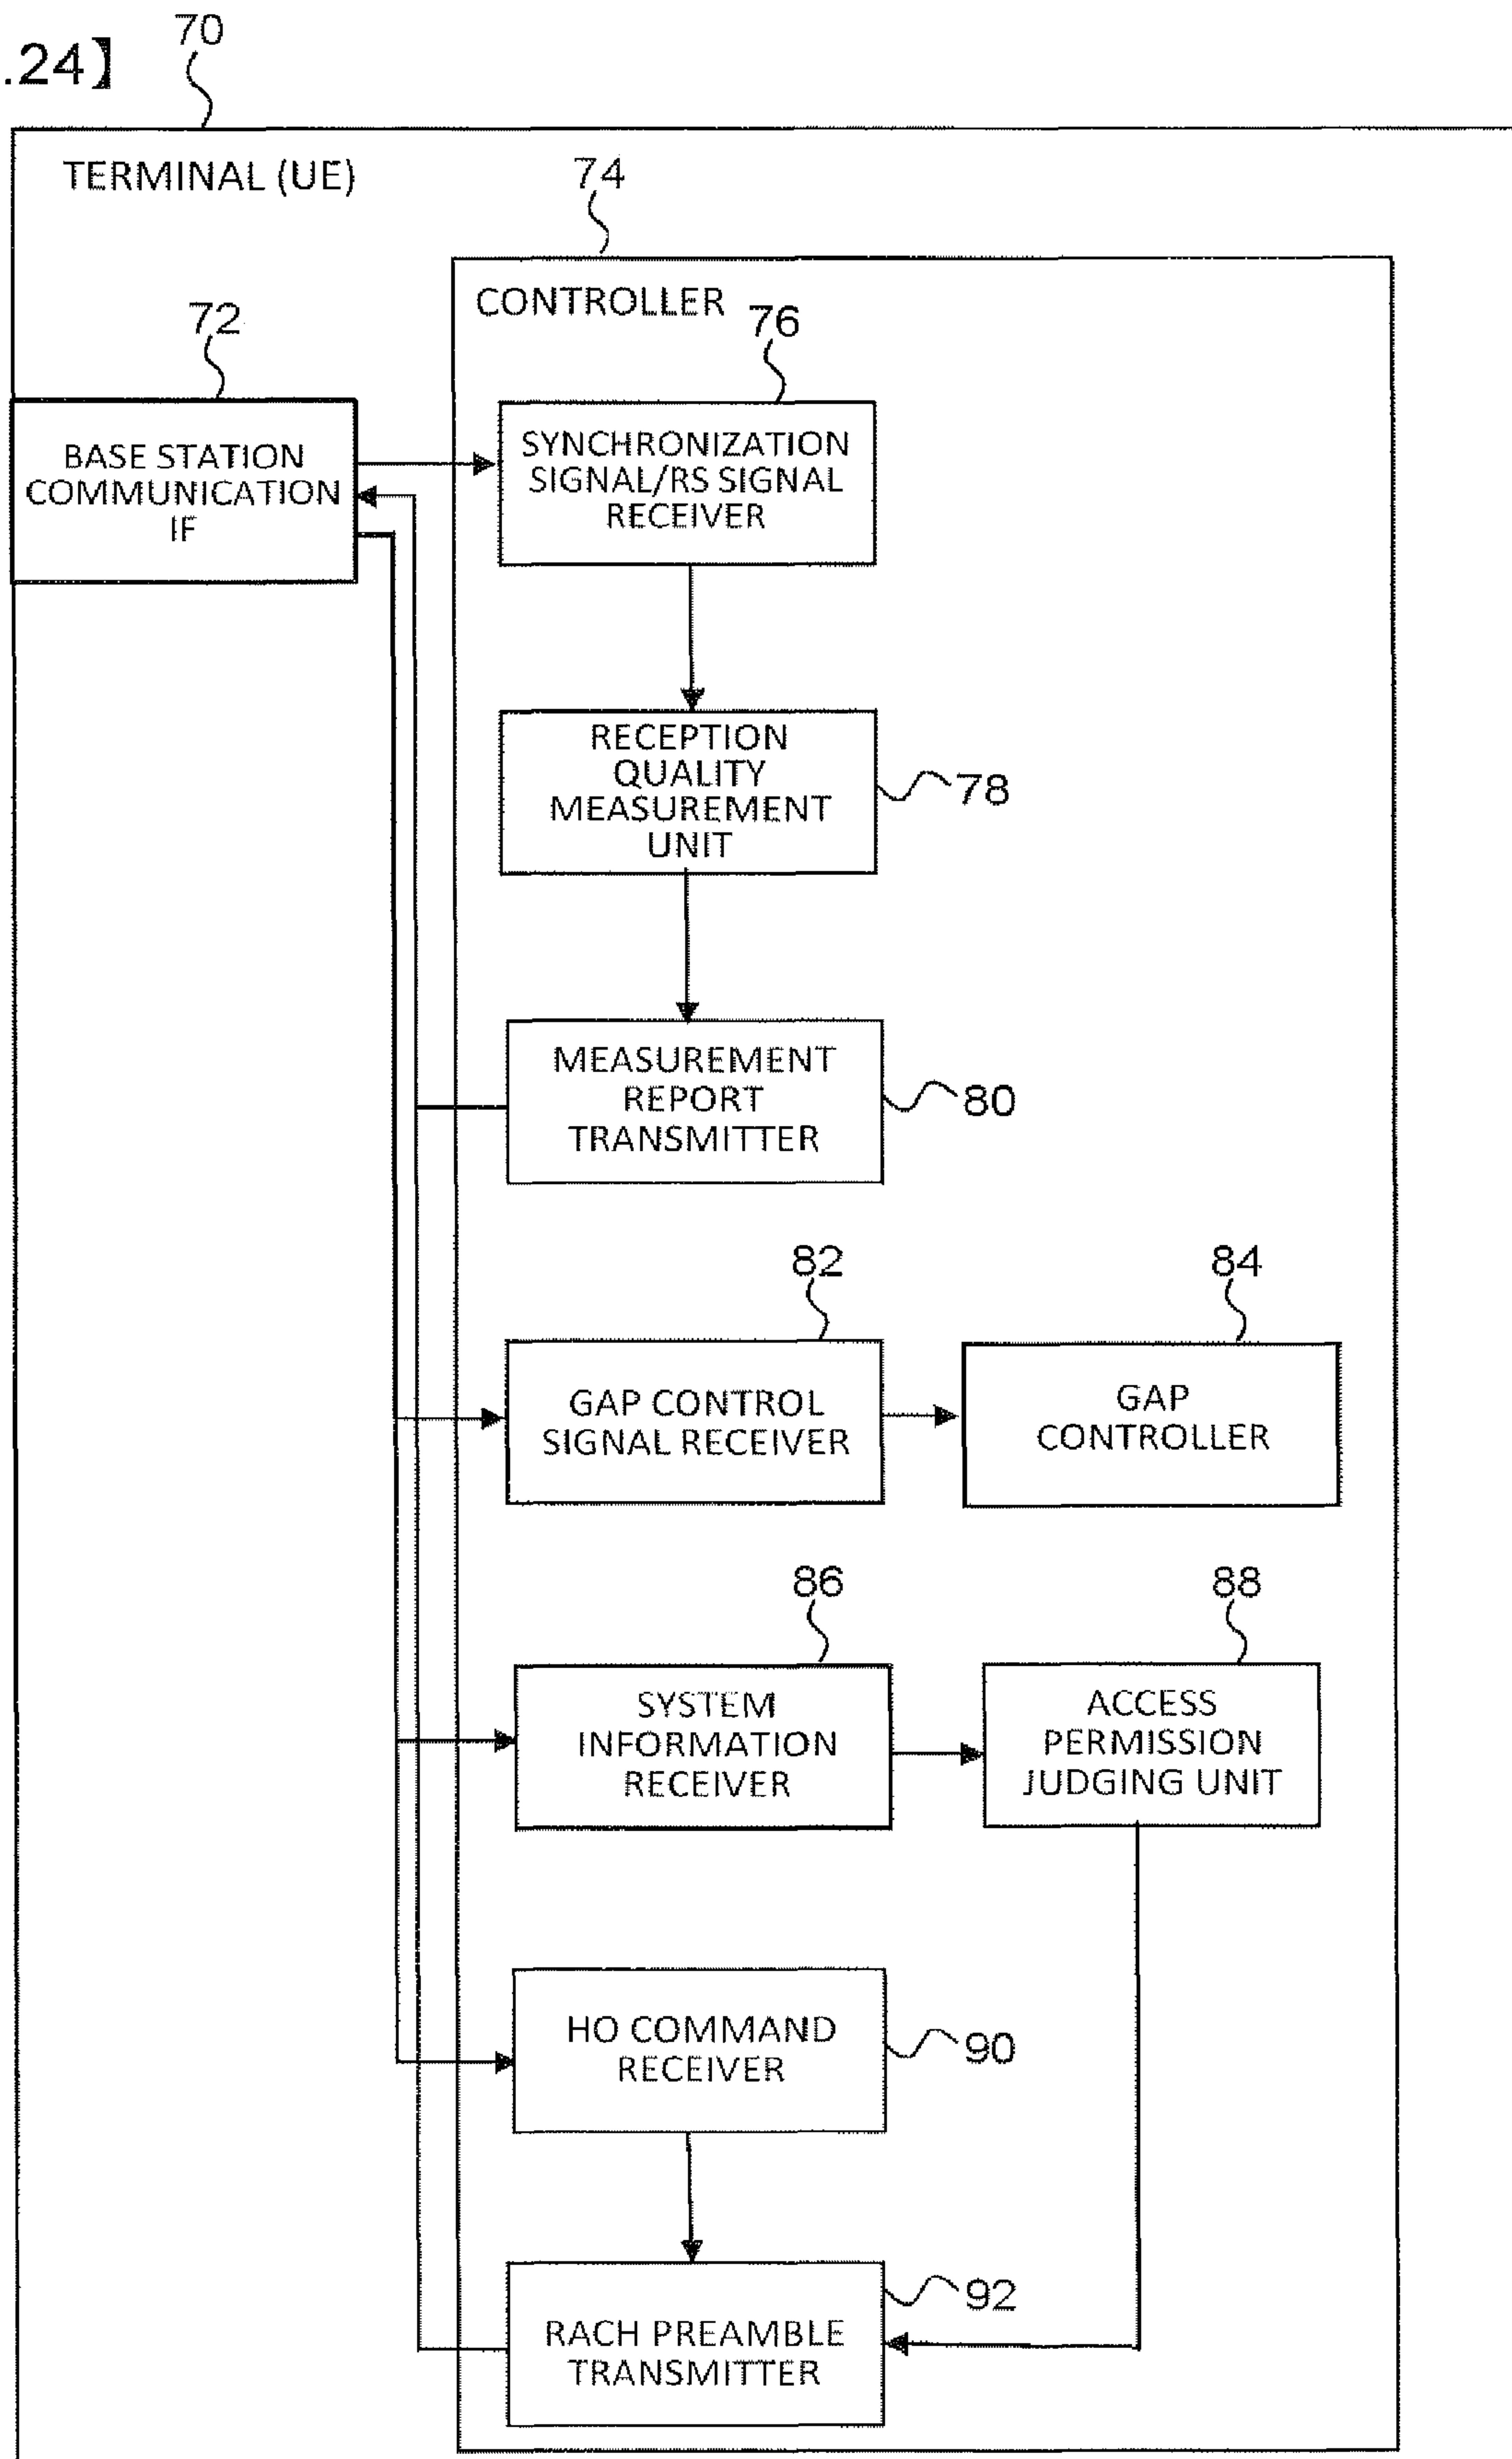 .24】
70
TERMINAL (UE)
74
CONTROLLER
72
76
BASE STATION
COMMUNICATION
IF
SYNCHRONIZATION
SIGNAL/RS SIGNAL
RECEIVER
RECEPTION
QUALITY
MEASUREMENT
UNIT
78
MEASUREMENT
REPORT
TRANSMITTER
80
82
84
GAP CONTROL
SIGNAL RECEIVER
GAP
CONTROLLER
86
88
SYSTEM
INFORMATION
RECEIVER
ACCESS
PERMISSION
JUDGING UNIT
HO COMMAND
RECEIVER
90
92
RACH PREAMBLE
TRANSMITTER